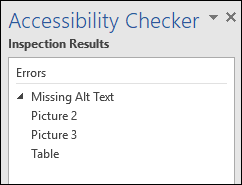 Accessibility Checker
Inspection Results
Errors
Missing Alt Text
Picture 2
Picture 3
Table